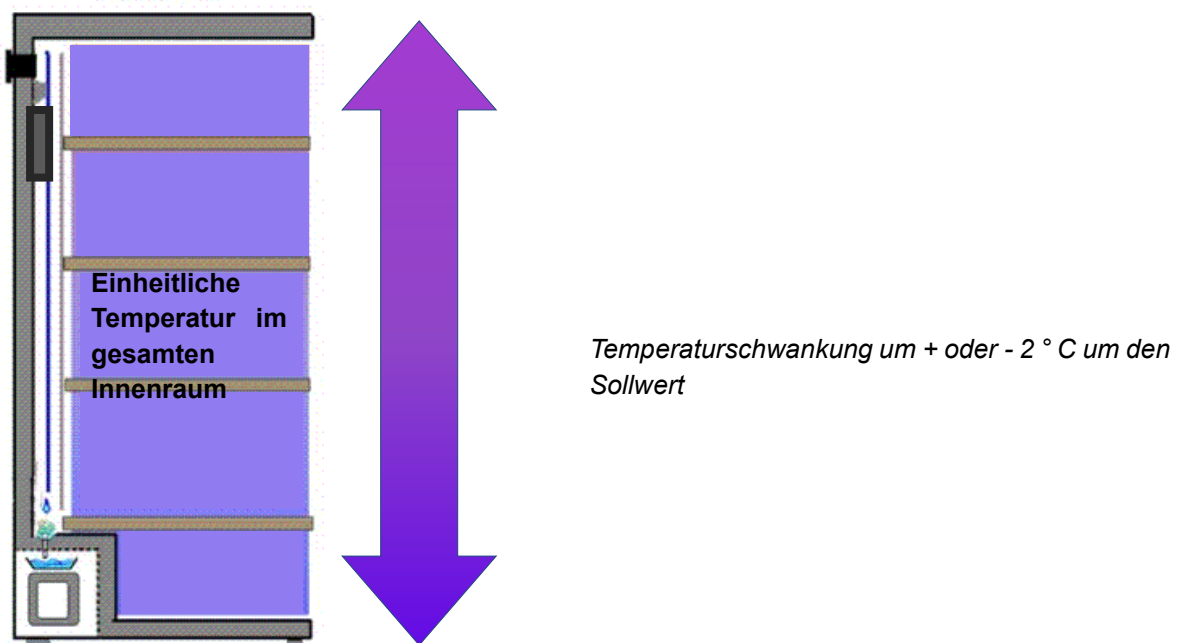 Einheitliche
Temperatur im
gesamten
Innenraum
Temperaturschwankung um + oder - 2 ° C um den
Sollwert